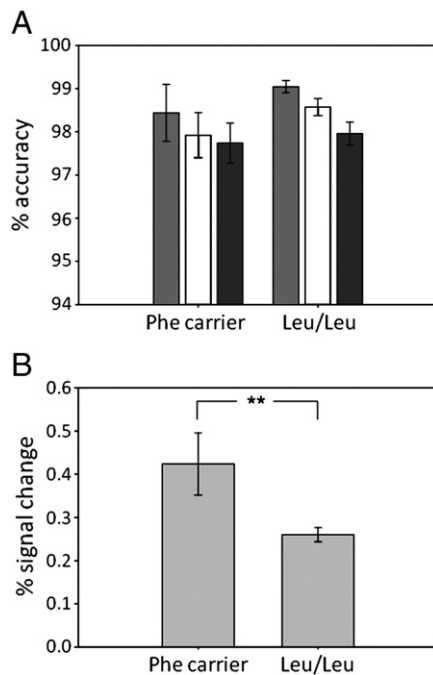 A
% accuracy
100
99
98
97
96
95
94
Phe carrier Leu/Leu
B
% signal change
0.6
0.5
0.4
0.3
0.2
0.1
0.0
**
Phe carrier Leu/Leu